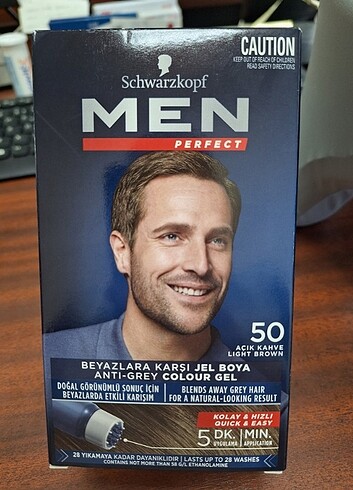 CAUTION
KEEP OUT OF REACH OF CHILDREN
READ SAFETY DIRECTIONS
Schwarzkopf
MEN
PERFECT
50
AÇIK KAHVE
LIGHT BROWN
BEYAZLARA KARŞI JEL BOYA
ANTI-GREY COLOUR GEL
DOĞAL GÖRÜNÜMLÜ SONUÇ İÇİN
BEYAZLARDA ETKİLİ KARIŞIM
BLENDS AWAY GREY HAIR
FOR A NATURAL-LOOKING RESULT
KOLAY & HIZLI
QUICK & EASY
5 DK. MIN.
UYGULAMA APPLICATION
28 YIKAMAYA KADAR DAYANIKLIDIR LASTS UP TO 28 WASHES
CONTAINS NOT MORE THAN 58 G/L ETHANOLAMINE